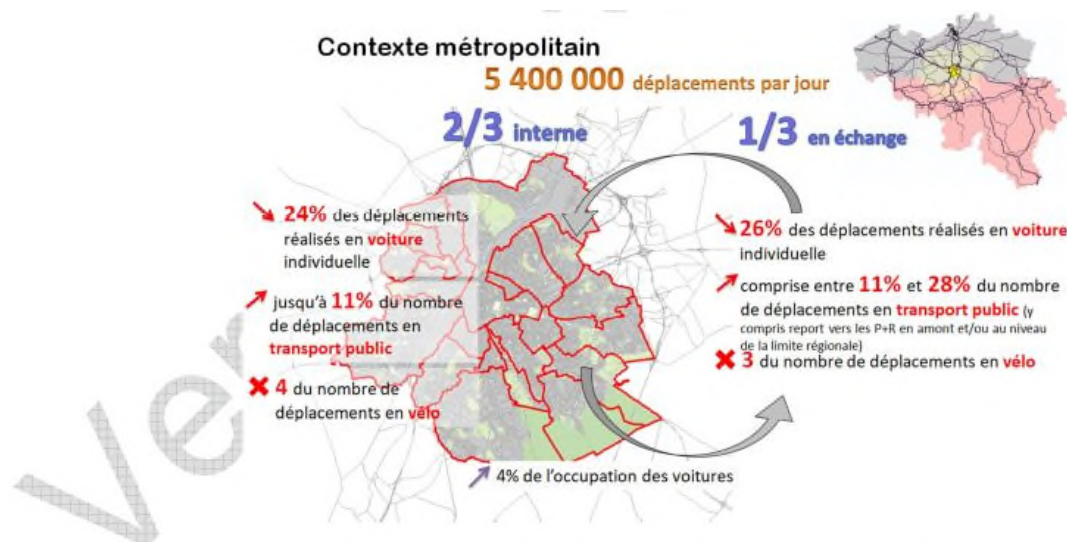 Contexte métropolitain
5 400 000 déplacements par jour
2/3 interne
1/3 en échange
↘ 24% des déplacements
réalisés en voiture
individuelle
↗ jusqu'à 11% du nombre
de déplacements en
transport public
✖ 4 du nombre de
déplacements en vélo
↘ 26% des déplacements réalisés en voiture
individuelle
↗ comprise entre 11% et 28% du nombre
de déplacements en transport public (y
compris report vers les P+R en amont et/ou au niveau
de la limite régionale)
✖ 3 du nombre de déplacements en vélo
↗ 4% de l'occupation des voitures
Ver